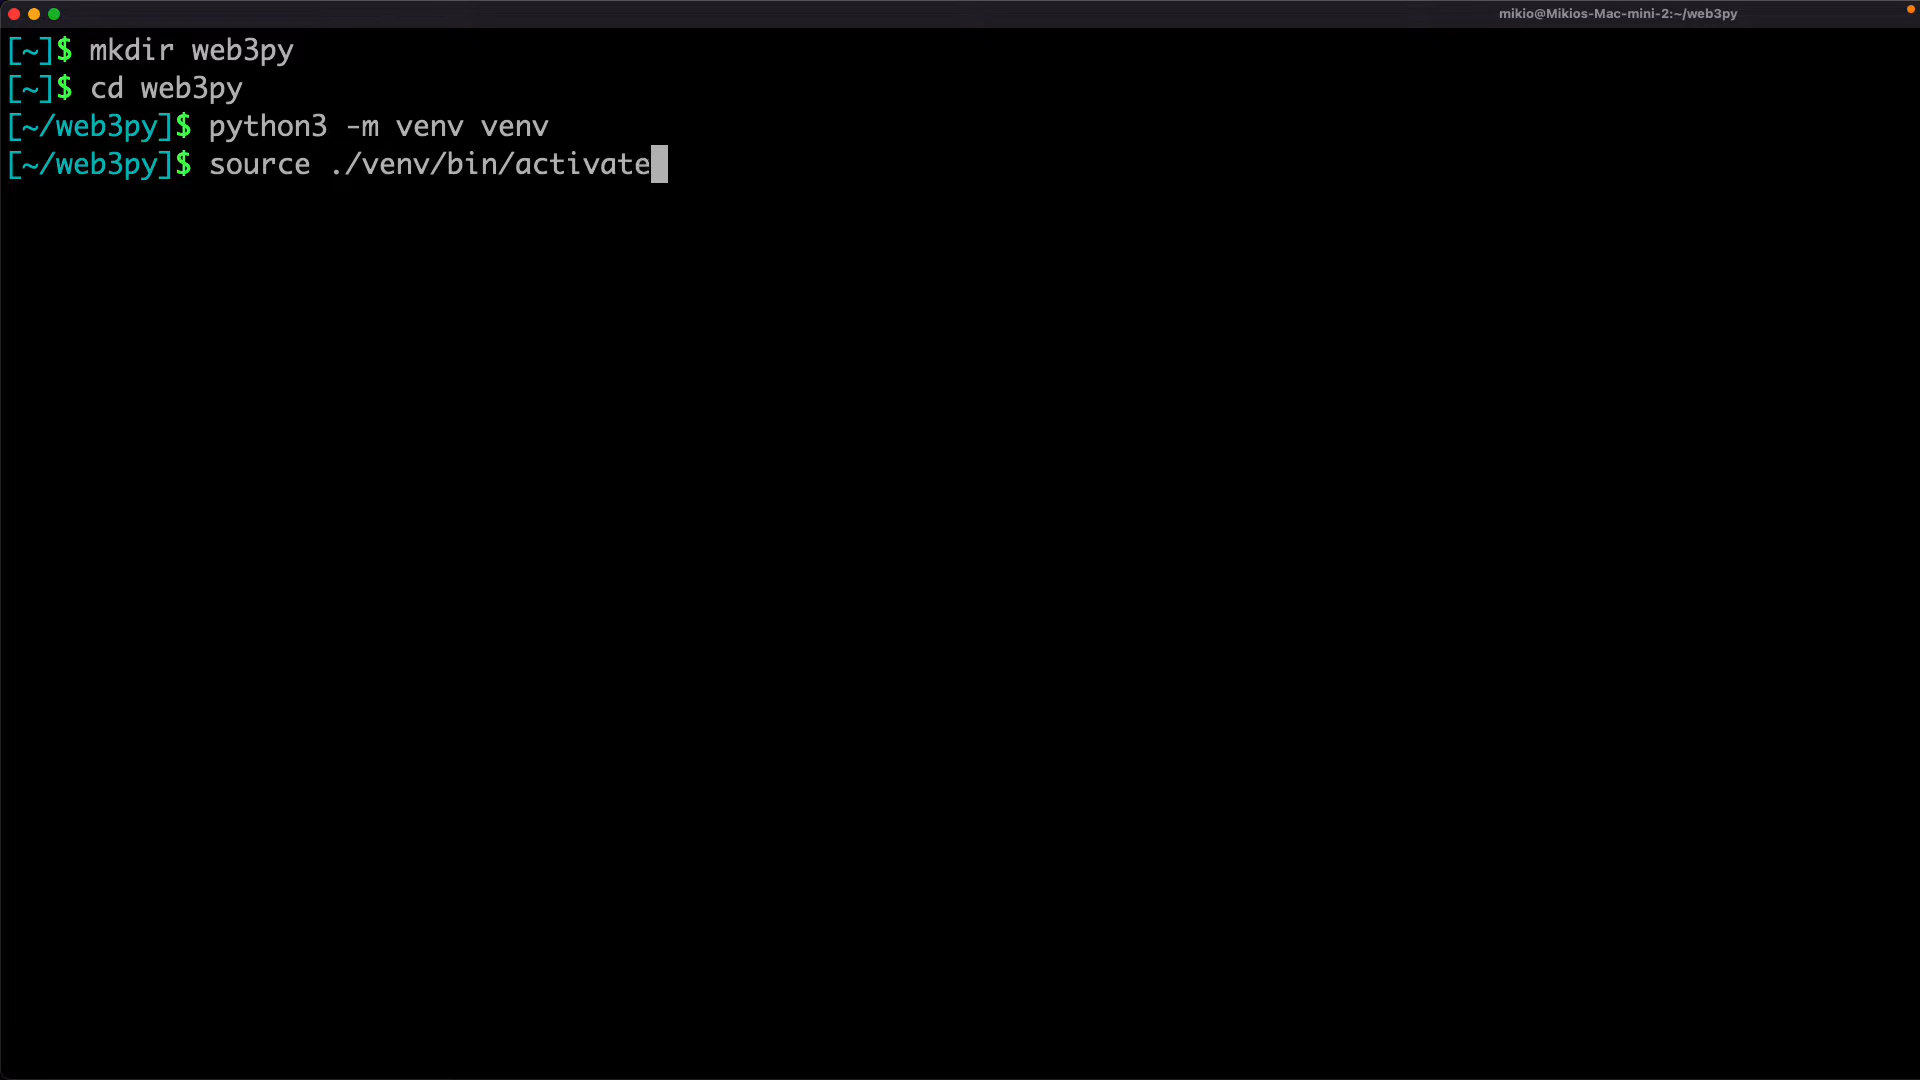 mikio@Mikios-Mac-mini-2:~/web3py
[~]$ mkdir web3py
[~]$ cd web3py
[~/web3py]$ python3 -m venv venv
[~/web3py]$ source ./venv/bin/activate